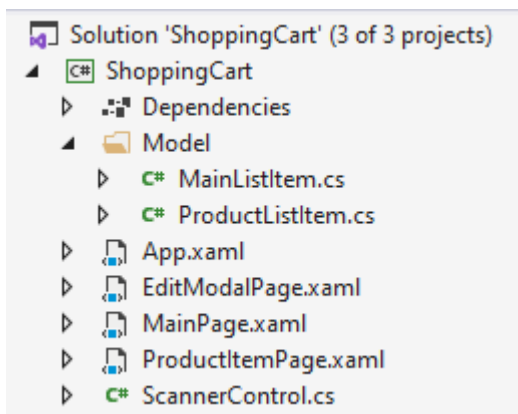 Solution 'ShoppingCart' (3 of 3 projects)
C# ShoppingCart
Dependencies
Model
C# MainListItem.cs
C# ProductListItem.cs
App.xaml
EditModalPage.xaml
MainPage.xaml
ProductItemPage.xaml
C# ScannerControl.cs